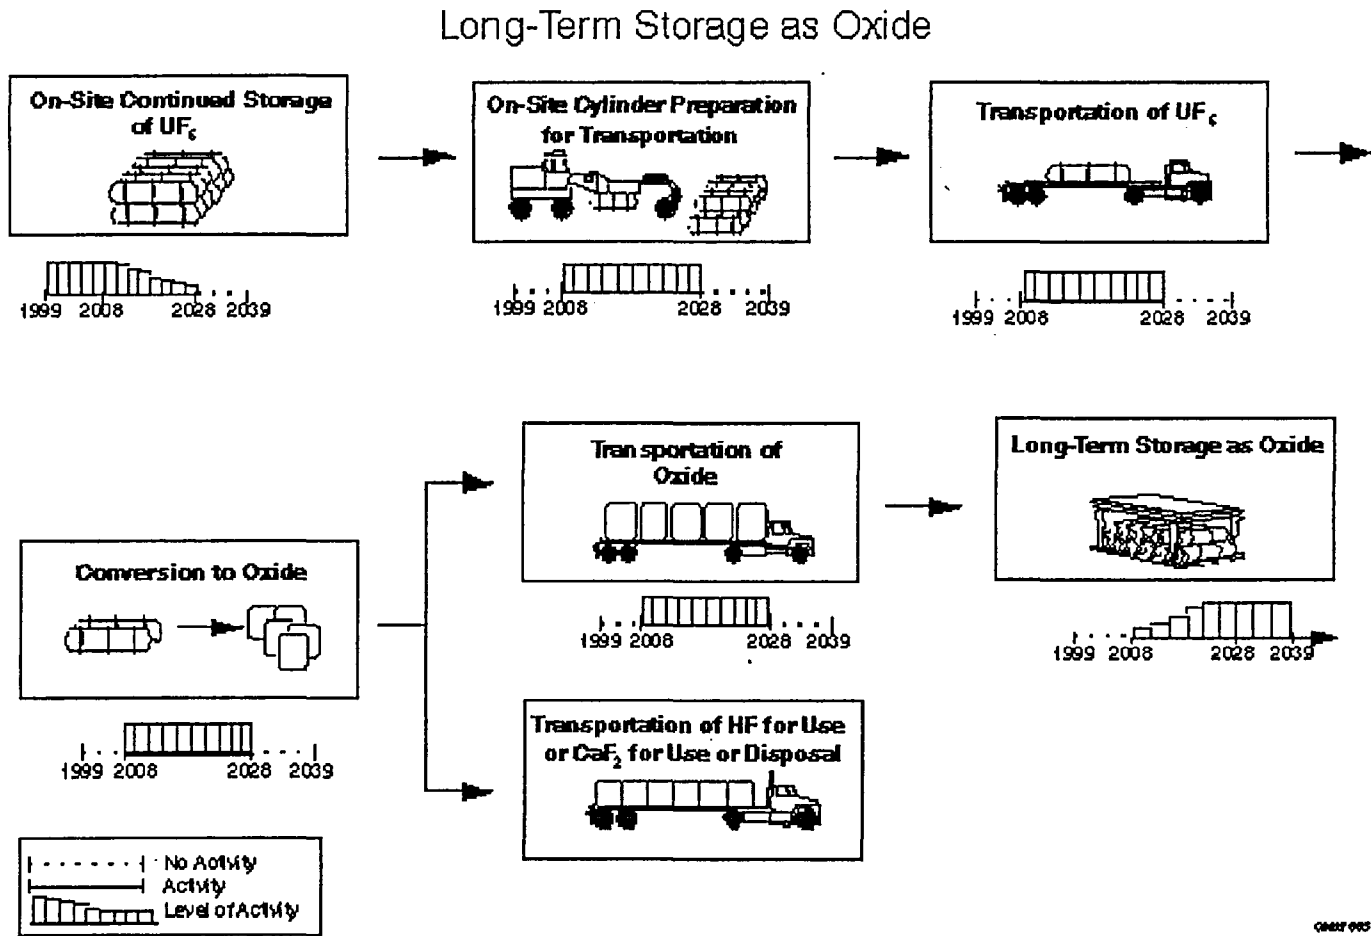 Long-Term Storage as Oxide
On-Site Continued Storage
of UF₆
1999 2008 2028 2039
On-Site Cylinder Preparation
for Transportation
1999 2008 2028 2039
Transportation of UF₆
1999 2008 2028 2039
Conversion to Oxide
1999 2008 2028 2039
Transportation of
Oxide
1999 2008 2028 2039
Long-Term Storage as Oxide
1999 2008 2028 2039
Transportation of HF for Use
or CaF₂ for Use or Disposal
No Activity
Activity
Level of Activity